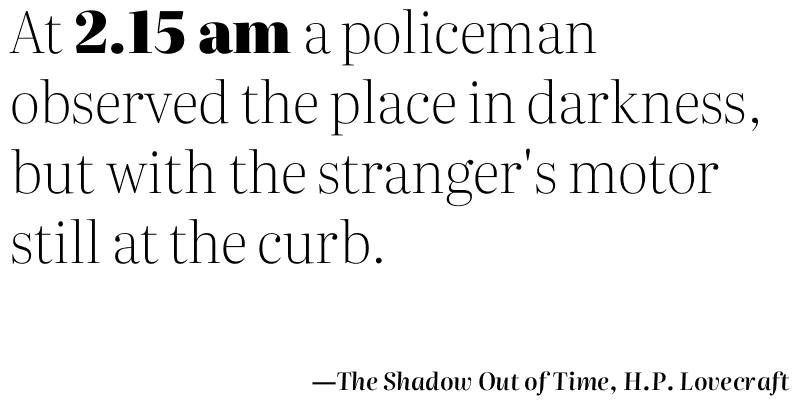 At 2.15 am a policeman
observed the place in darkness,
but with the stranger's motor
still at the curb.
—The Shadow Out of Time, H.P. Lovecraft